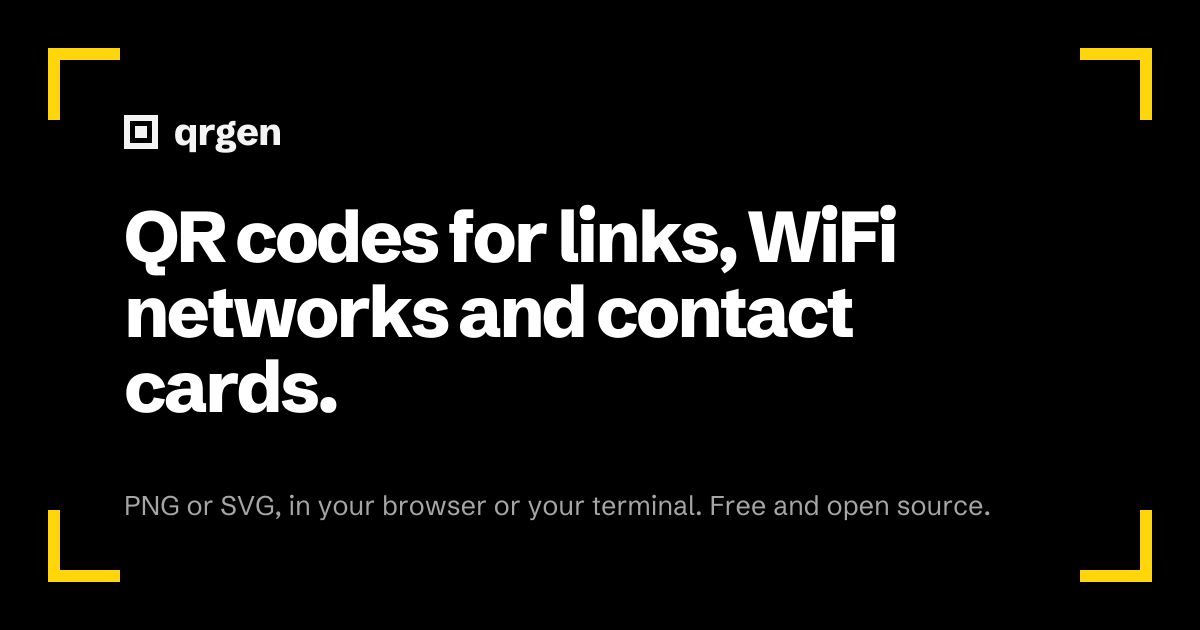 qrgen
QR codes for links, WiFi
networks and contact
cards.
PNG or SVG, in your browser or your terminal. Free and open source.